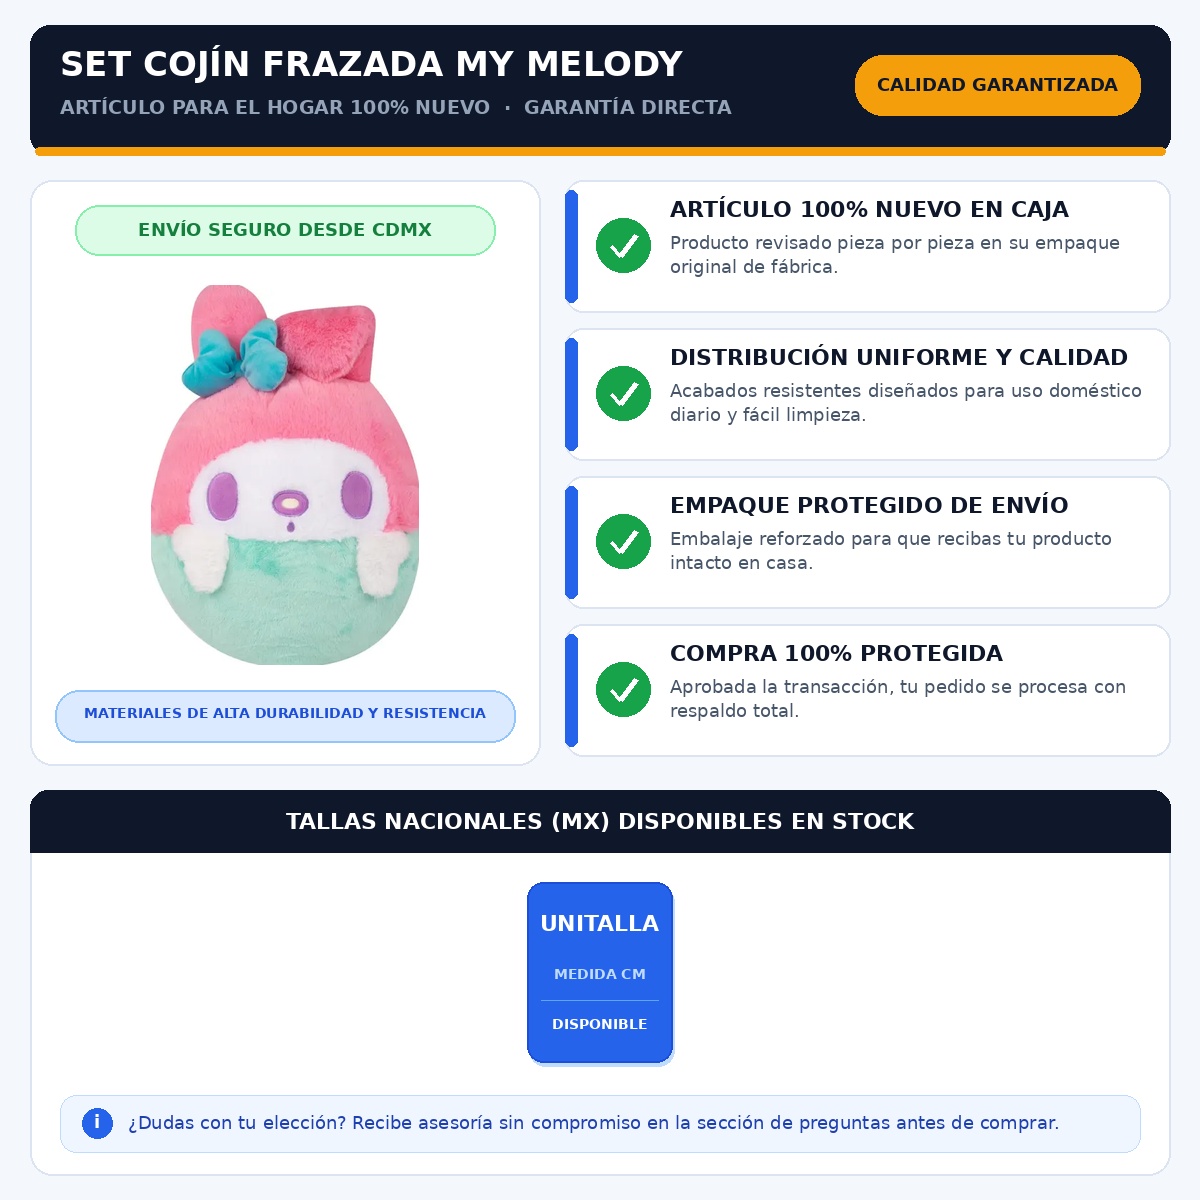 SET COJÍN FRAZADA MY MELODY
ARTÍCULO PARA EL HOGAR 100% NUEVO · GARANTÍA DIRECTA
CALIDAD GARANTIZADA
ENVÍO SEGURO DESDE CDMX
MATERIALES DE ALTA DURABILIDAD Y RESISTENCIA
ARTÍCULO 100% NUEVO EN CAJA
Producto revisado pieza por pieza en su empaque
original de fábrica.
DISTRIBUCIÓN UNIFORME Y CALIDAD
Acabados resistentes diseñados para uso doméstico
diario y fácil limpieza.
EMPAQUE PROTEGIDO DE ENVÍO
Embalaje reforzado para que recibas tu producto
intacto en casa.
COMPRA 100% PROTEGIDA
Aprobada la transacción, tu pedido se procesa con
respaldo total.
TALLAS NACIONALES (MX) DISPONIBLES EN STOCK
UNITALLA
MEDIDA CM
DISPONIBLE
i ¿Dudas con tu elección? Recibe asesoría sin compromiso en la sección de preguntas antes de comprar.